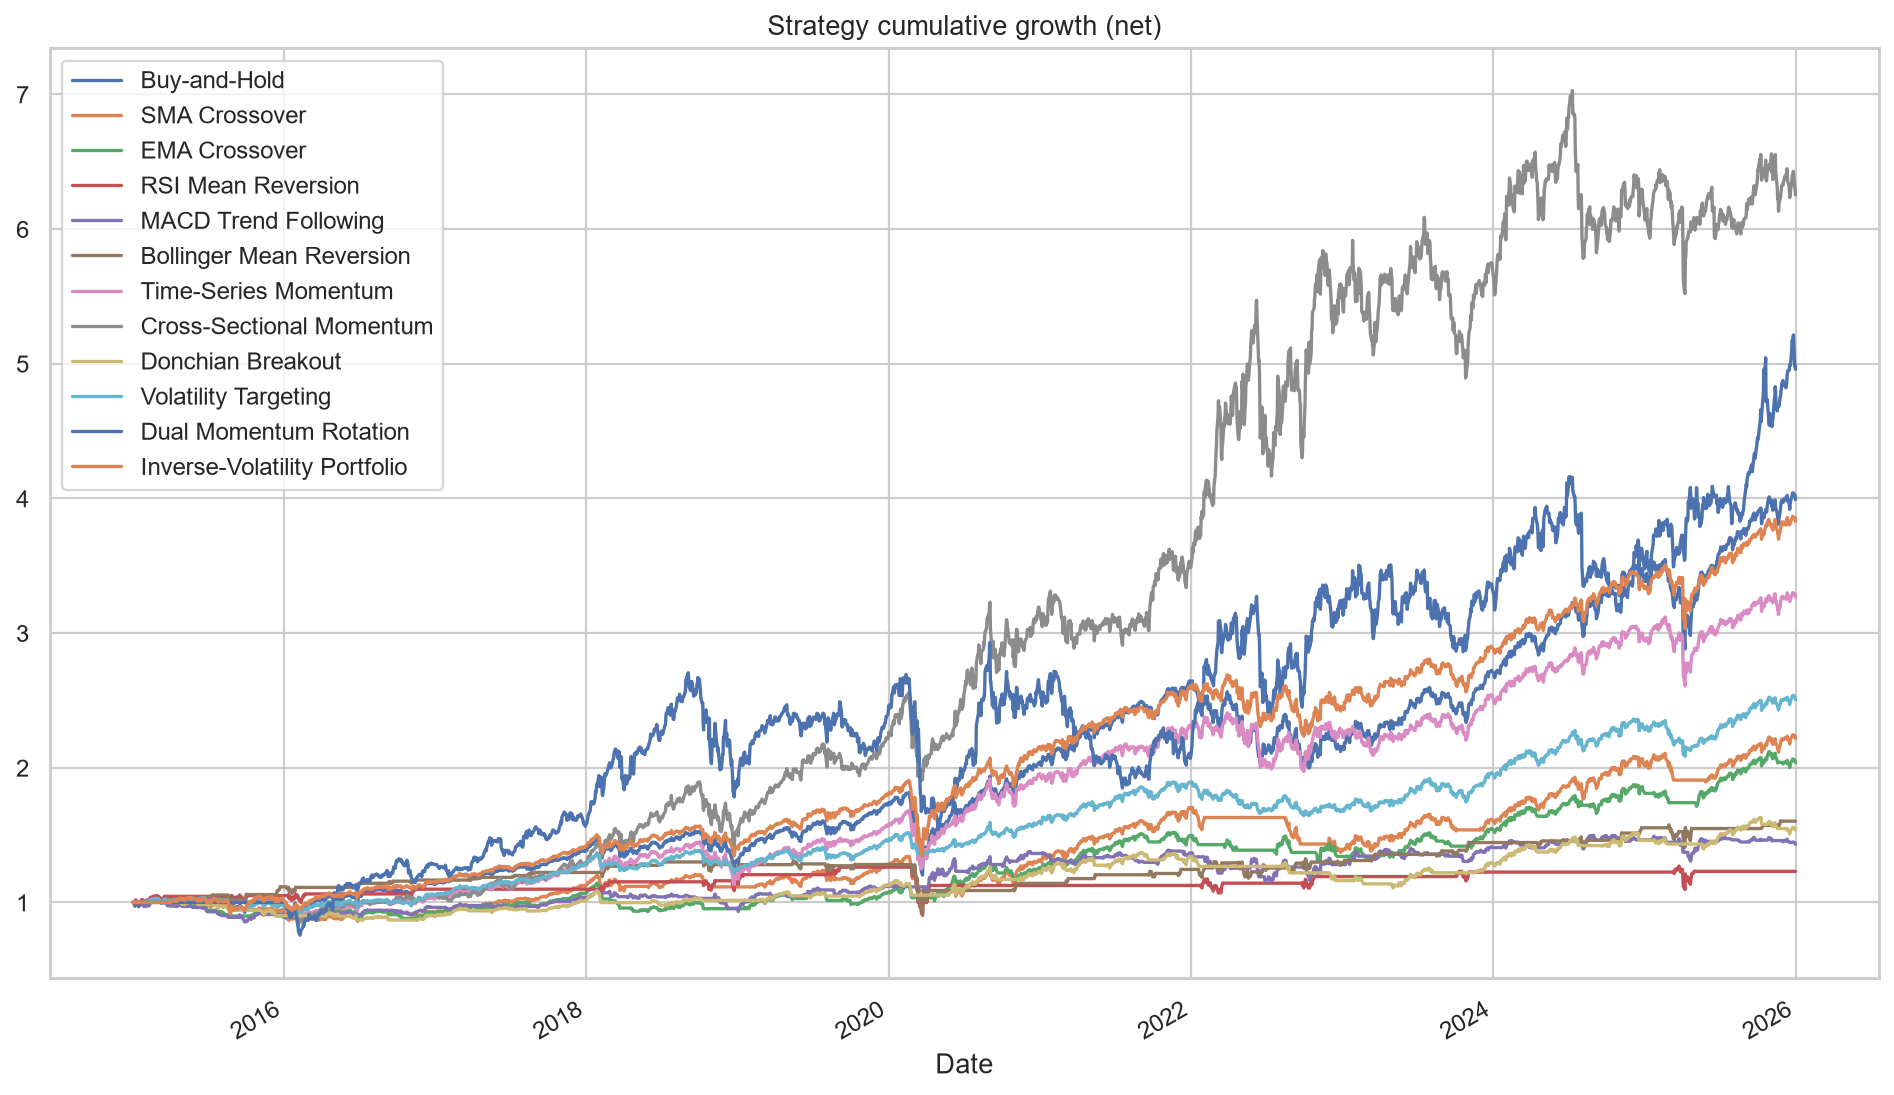 Strategy cumulative growth (net)
Buy-and-Hold
SMA Crossover
EMA Crossover
RSI Mean Reversion
MACD Trend Following
Bollinger Mean Reversion
Time-Series Momentum
Cross-Sectional Momentum
Donchian Breakout
Volatility Targeting
Dual Momentum Rotation
Inverse-Volatility Portfolio
7
6
5
4
3
2
1
2016
2018
2020
2022
2024
2026
Date